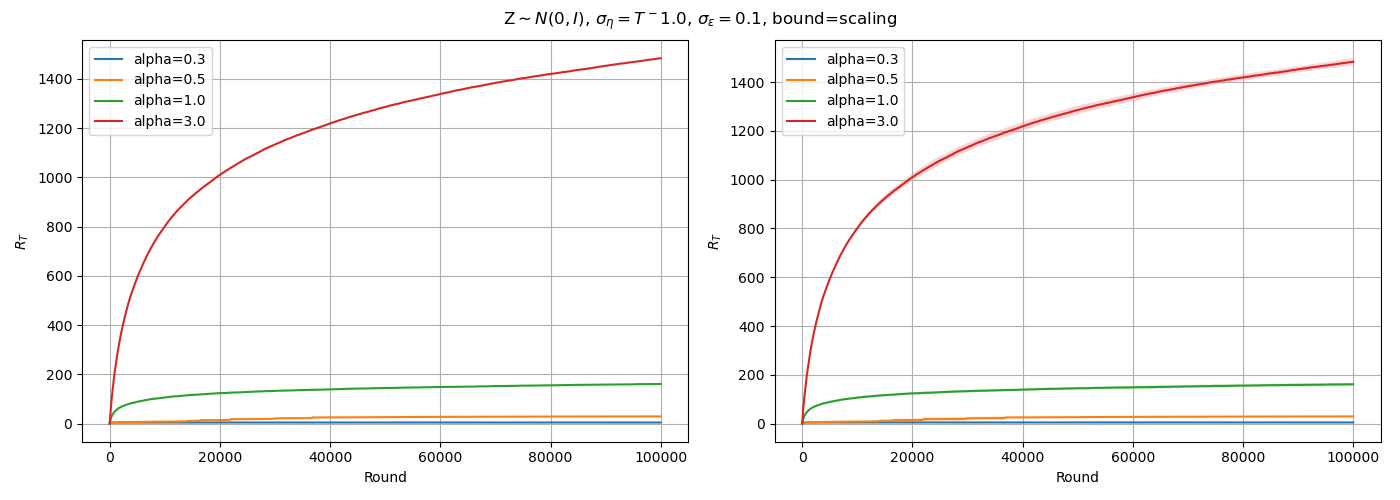 Z ∼ N(0, I), σ_η = T⁻1.0, σ_ε = 0.1, bound=scaling
alpha=0.3
alpha=0.5
alpha=1.0
alpha=3.0
1400
1200
1000
800
600
400
200
0
R_T
0 20000 40000 60000 80000 100000
Round
alpha=0.3
alpha=0.5
alpha=1.0
alpha=3.0
1400
1200
1000
800
600
400
200
0
R_T
0 20000 40000 60000 80000 100000
Round